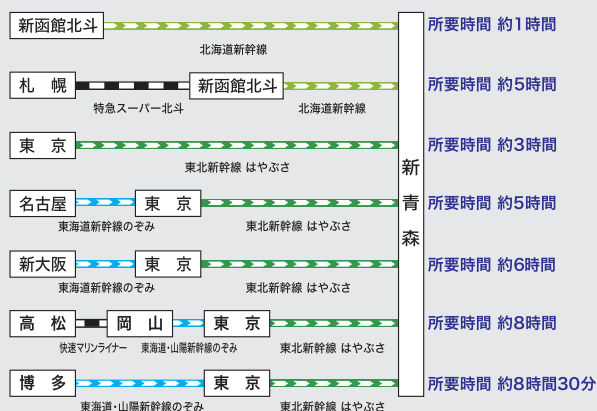 新函館北斗
所要時間 約1時間
北海道新幹線
札幌 新函館北斗
所要時間 約5時間
特急スーパー北斗 北海道新幹線
東京
所要時間 約3時間
東北新幹線 はやぶさ
新青森
名古屋 東京
所要時間 約5時間
東海道新幹線のぞみ 東北新幹線 はやぶさ
新大阪 東京
所要時間 約6時間
東海道新幹線のぞみ 東北新幹線 はやぶさ
高松 岡山 東京
所要時間 約8時間
快速マリンライナー 東海道・山陽新幹線のぞみ 東北新幹線 はやぶさ
博多 東京
所要時間 約8時間30分
東海道・山陽新幹線のぞみ 東北新幹線 はやぶさ